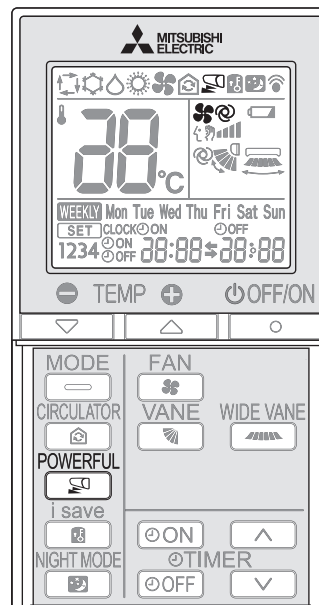 MITSUBISHI
ELECTRIC
88°C
WEEKLY Mon Tue Wed Thu Fri Sat Sun
SET CLOCK ON OFF
1234 ON OFF 88:88 88:88
TEMP OFF/ON
MODE FAN
CIRCULATOR VANE WIDE VANE
POWERFUL
i save
ON
NIGHT MODE TIMER
OFF